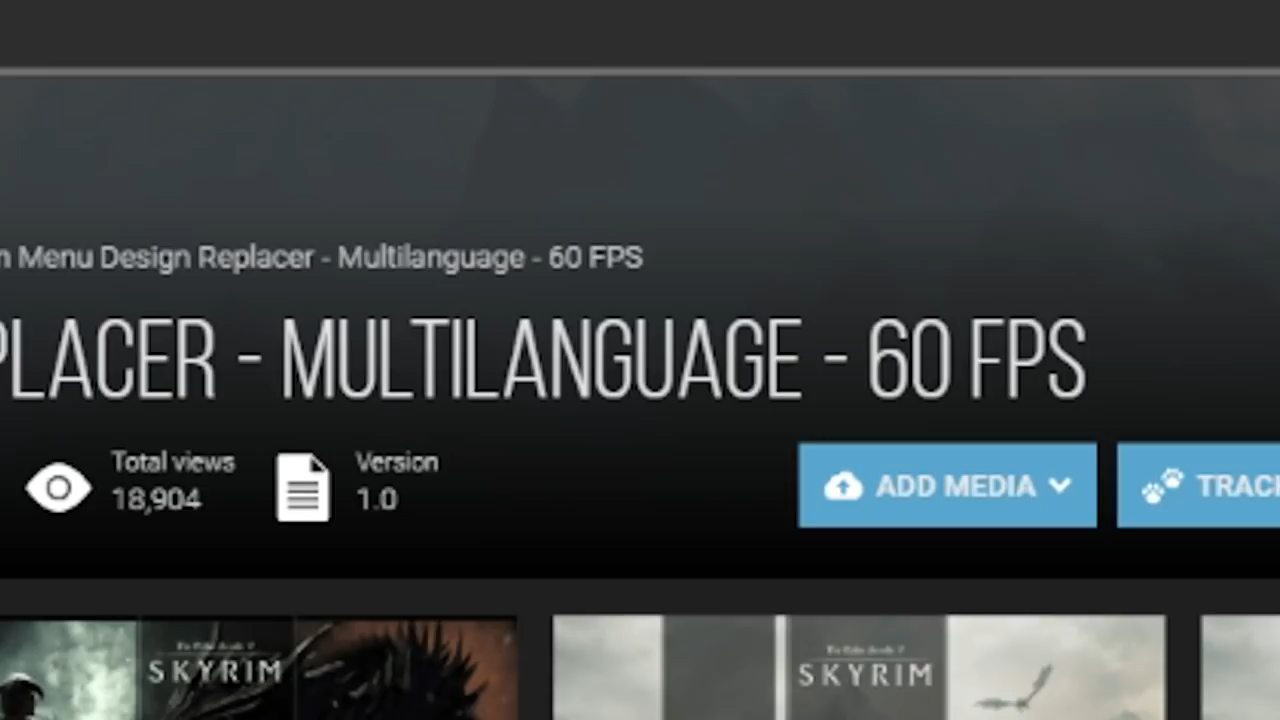 n Menu Design Replacer - Multilanguage - 60 FPS
PLACER - MULTILANGUAGE - 60 FPS
Total views
18,904
Version
1.0
ADD MEDIA
TRACK
SKYRIM
SKYRIM